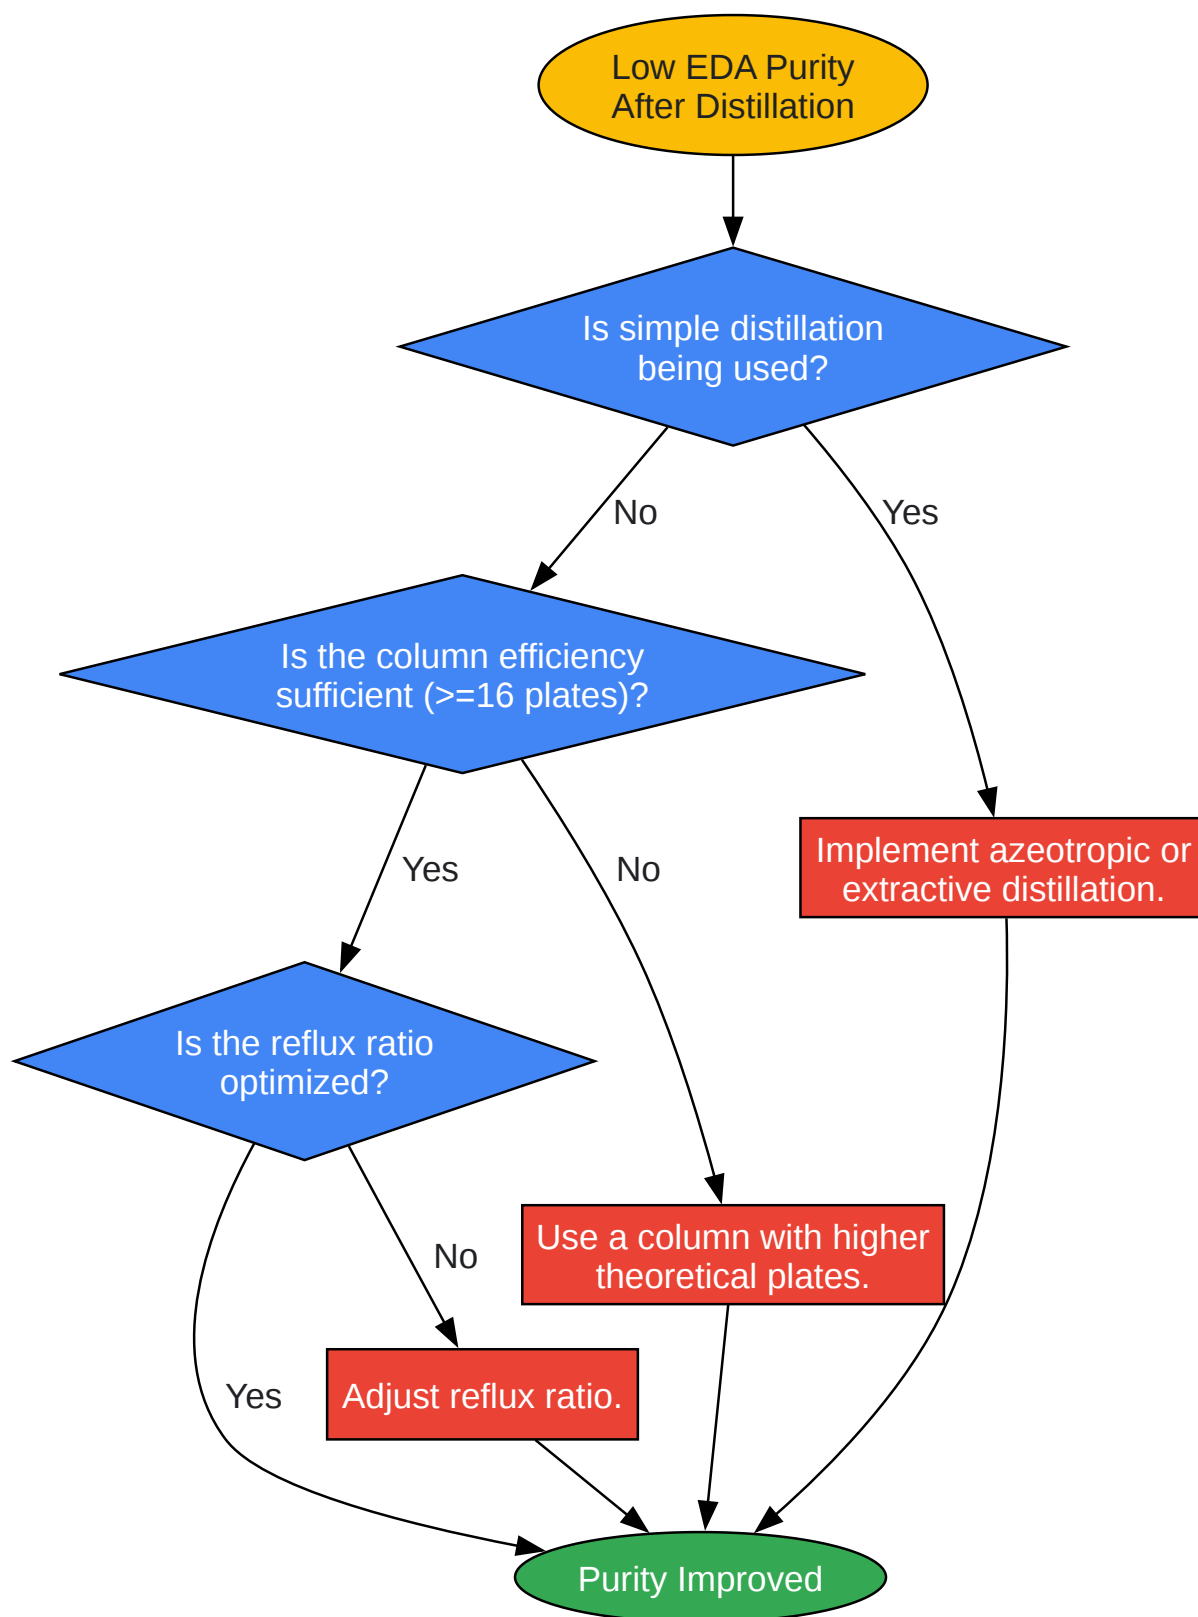 Low EDA Purity
After Distillation
Is simple distillation
being used?
No
Yes
Is the column efficiency
sufficient (>=16 plates)?
Implement azeotropic or
extractive distillation.
Yes
No
Is the reflux ratio
optimized?
Use a column with higher
theoretical plates.
No
Adjust reflux ratio.
Yes
Purity Improved